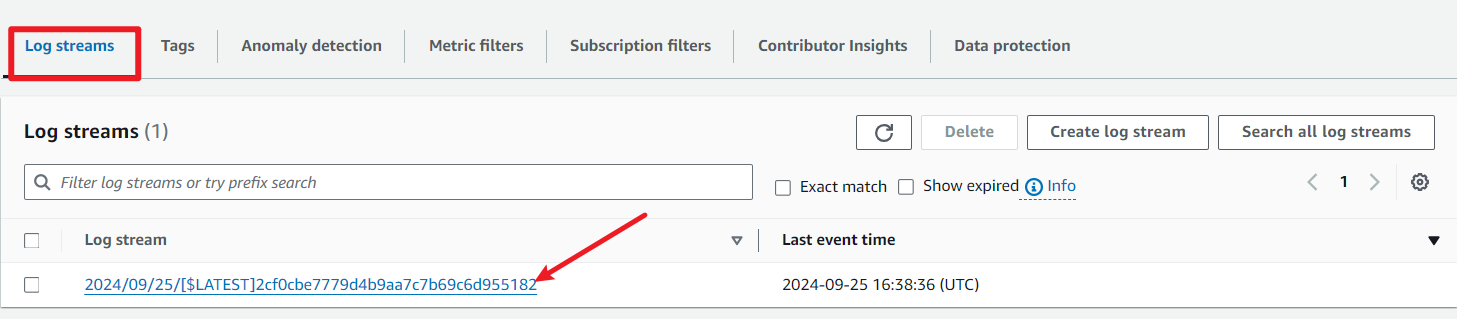 Log streams Tags Anomaly detection Metric filters Subscription filters Contributor Insights Data protection
Log streams (1) Delete Create log stream Search all log streams
Filter log streams or try prefix search Exact match Show expired Info 1
Log stream Last event time
2024/09/25/[$LATEST]2cf0cbe7779d4b9aa7c7b69c6d955182 2024-09-25 16:38:36 (UTC)